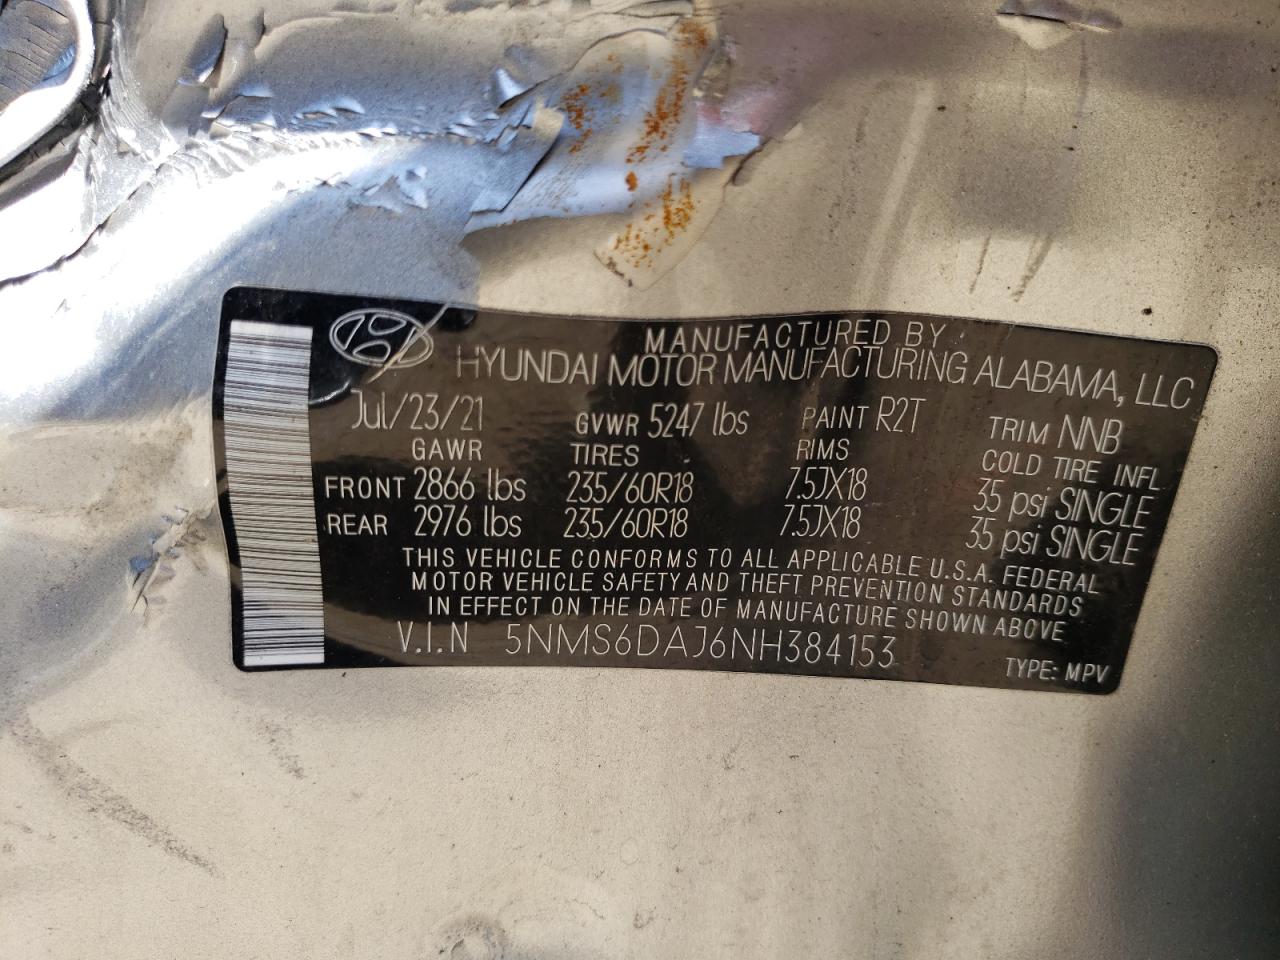 MANUFACTURED BY
HYUNDAI MOTOR MANUFACTURING ALABAMA, LLC
Jul/23/21 GVWR 5247 lbs PAINT R2T TRIM NNB
GAWR TIRES RIMS COLD TIRE INFL
FRONT 2866 lbs 235/60R18 7.5JX18 35 psi SINGLE
REAR 2976 lbs 235/60R18 7.5JX18 35 psi SINGLE
THIS VEHICLE CONFORMS TO ALL APPLICABLE U.S.A. FEDERAL
MOTOR VEHICLE SAFETY AND THEFT PREVENTION STANDARDS
IN EFFECT ON THE DATE OF MANUFACTURE SHOWN ABOVE
V.I.N 5NMS6DAJ6NH384153
TYPE: MPV